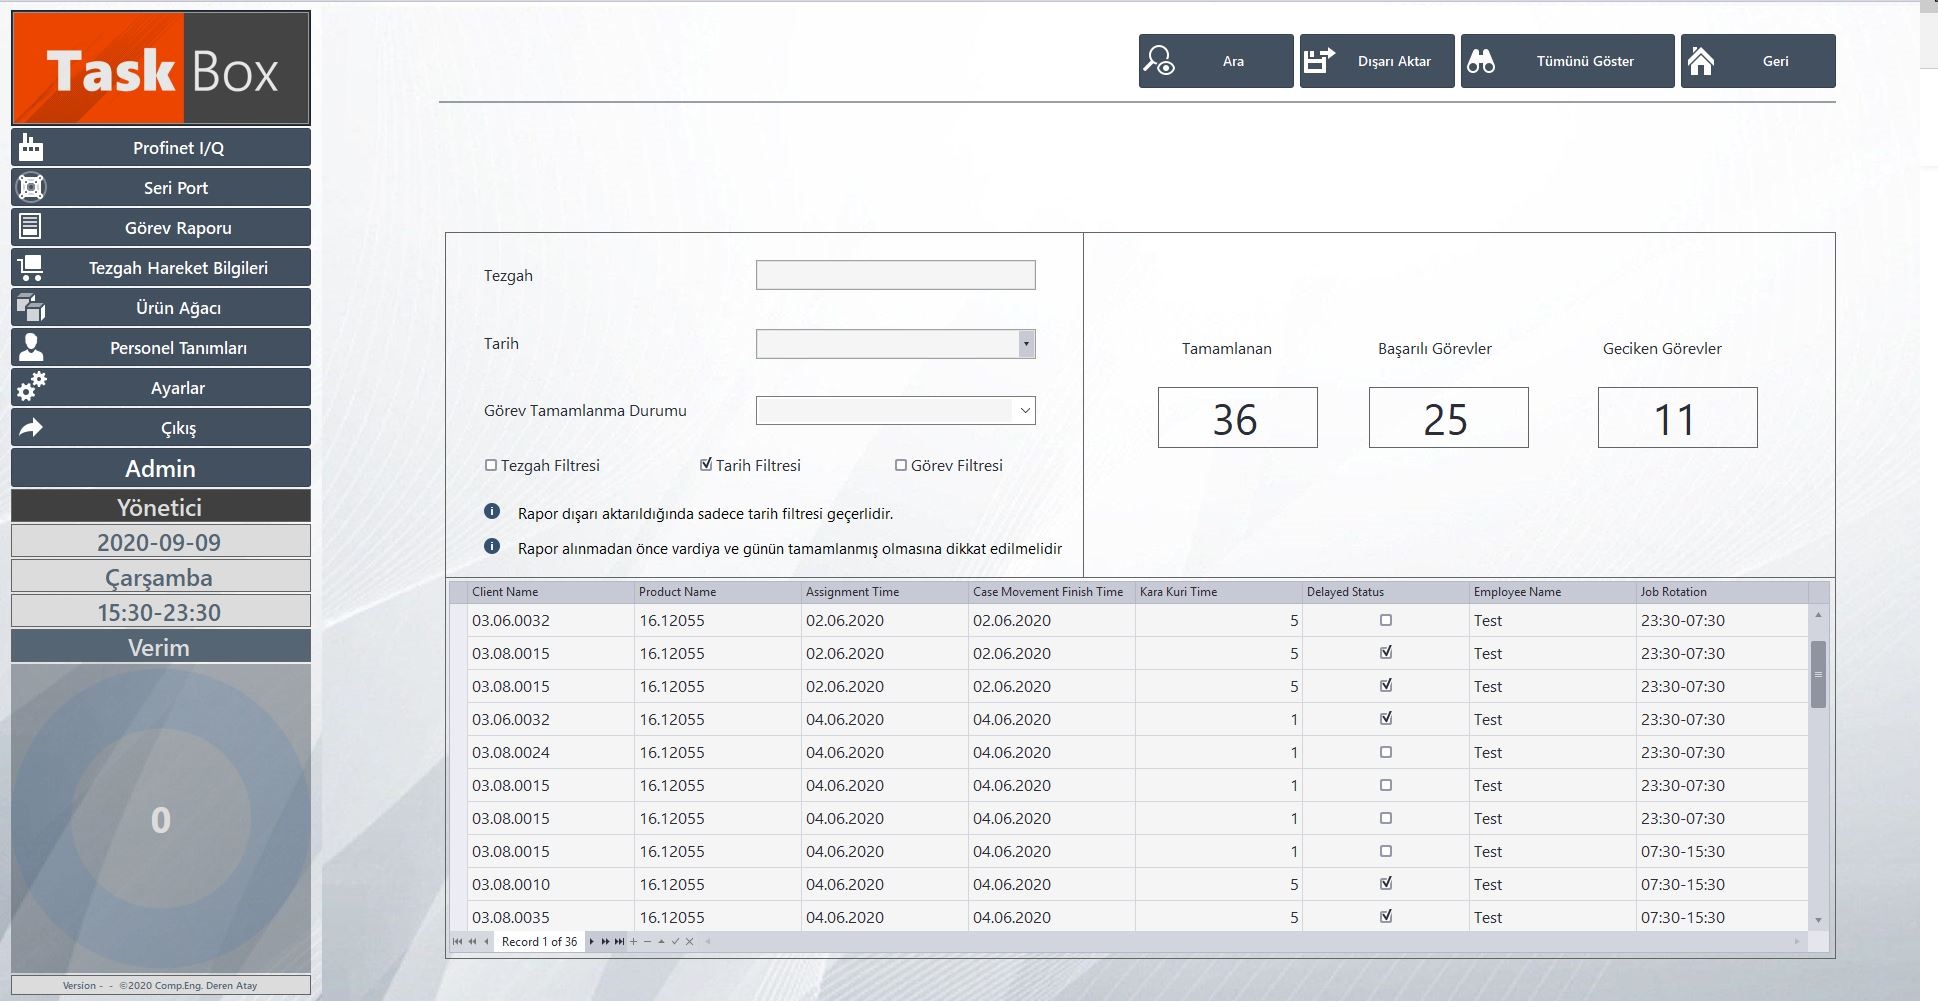 Task Box
Ara
Dışarı Aktar
Tümünü Göster
Geri
Profinet I/Q
Seri Port
Görev Raporu
Tezgah Hareket Bilgileri
Ürün Ağacı
Personel Tanımları
Ayarlar
Çıkış
Admin
Yönetici
2020-09-09
Çarşamba
15:30-23:30
Verim
0
Version - - ©2020 Comp.Eng. Deren Atay
Tezgah
Tarih
Görev Tamamlanma Durumu
Tezgah Filtresi Tarih Filtresi Görev Filtresi
Rapor dışarı aktarıldığında sadece tarih filtresi geçerlidir.
Rapor alınmadan önce vardiya ve günün tamamlanmış olmasına dikkat edilmelidir
Tamamlanan Başarılı Görevler Geciken Görevler
36 25 11
Client Name Product Name Assignment Time Case Movement Finish Time Kara Kuri Time Delayed Status Employee Name Job Rotation
03.06.0032 16.12055 02.06.2020 02.06.2020 5 Test 23:30-07:30
03.08.0015 16.12055 02.06.2020 02.06.2020 5 Test 23:30-07:30
03.08.0015 16.12055 02.06.2020 02.06.2020 5 Test 23:30-07:30
03.06.0032 16.12055 04.06.2020 04.06.2020 1 Test 23:30-07:30
03.08.0024 16.12055 04.06.2020 04.06.2020 1 Test 23:30-07:30
03.08.0015 16.12055 04.06.2020 04.06.2020 1 Test 23:30-07:30
03.08.0015 16.12055 04.06.2020 04.06.2020 1 Test 23:30-07:30
03.08.0015 16.12055 04.06.2020 04.06.2020 1 Test 07:30-15:30
03.08.0010 16.12055 04.06.2020 04.06.2020 5 Test 07:30-15:30
03.08.0035 16.12055 04.06.2020 04.06.2020 5 Test 07:30-15:30
Record 1 of 36